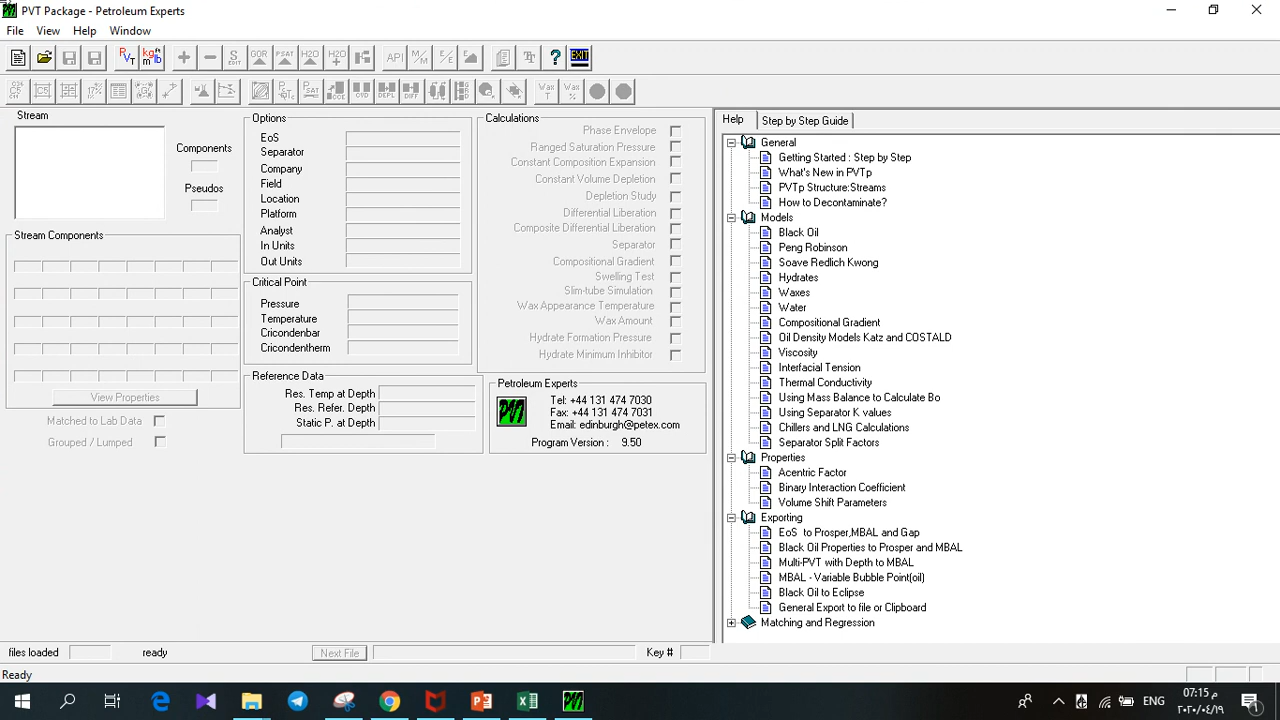 PVT Package - Petroleum Experts
File View Help Window
Stream
Components
Pseudos
Stream Components
View Properties
Matched to Lab Data
Grouped / Lumped
Options
EoS
Separator
Company
Field
Location
Platform
Analyst
In Units
Out Units
Critical Point
Pressure
Temperature
Cricondenbar
Cricondentherm
Reference Data
Res. Temp at Depth
Res. Refer. Depth
Static P. at Depth
Calculations
Phase Envelope
Ranged Saturation Pressure
Constant Composition Expansion
Constant Volume Depletion
Depletion Study
Differential Liberation
Composite Differential Liberation
Separator
Compositional Gradient
Swelling Test
Slim-tube Simulation
Wax Appearance Temperature
Wax Amount
Hydrate Formation Pressure
Hydrate Minimum Inhibitor
Petroleum Experts
Tel: +44 131 474 7030
Fax: +44 131 474 7031
Email: edinburgh@petex.com
Program Version : 9.50
Help Step by Step Guide
General
Getting Started : Step by Step
What's New in PVTp
PVTp Structure:Streams
How to Decontaminate?
Models
Black Oil
Peng Robinson
Soave Redlich Kwong
Hydrates
Waxes
Water
Compositional Gradient
Oil Density Models Katz and COSTALD
Viscosity
Interfacial Tension
Thermal Conductivity
Using Mass Balance to Calculate Bo
Using Separator K values
Chillers and LNG Calculations
Separator Split Factors
Properties
Acentric Factor
Binary Interaction Coefficient
Volume Shift Parameters
Exporting
EoS to Prosper,MBAL and Gap
Black Oil Properties to Prosper and MBAL
Multi-PVT with Depth to MBAL
MBAL - Variable Bubble Point(oil)
Black Oil to Eclipse
General Export to file or Clipboard
Matching and Regression
files loaded ready Next File Key #
Ready
ENG
07:15 م
٢٠٢٠/٠٤/١٩